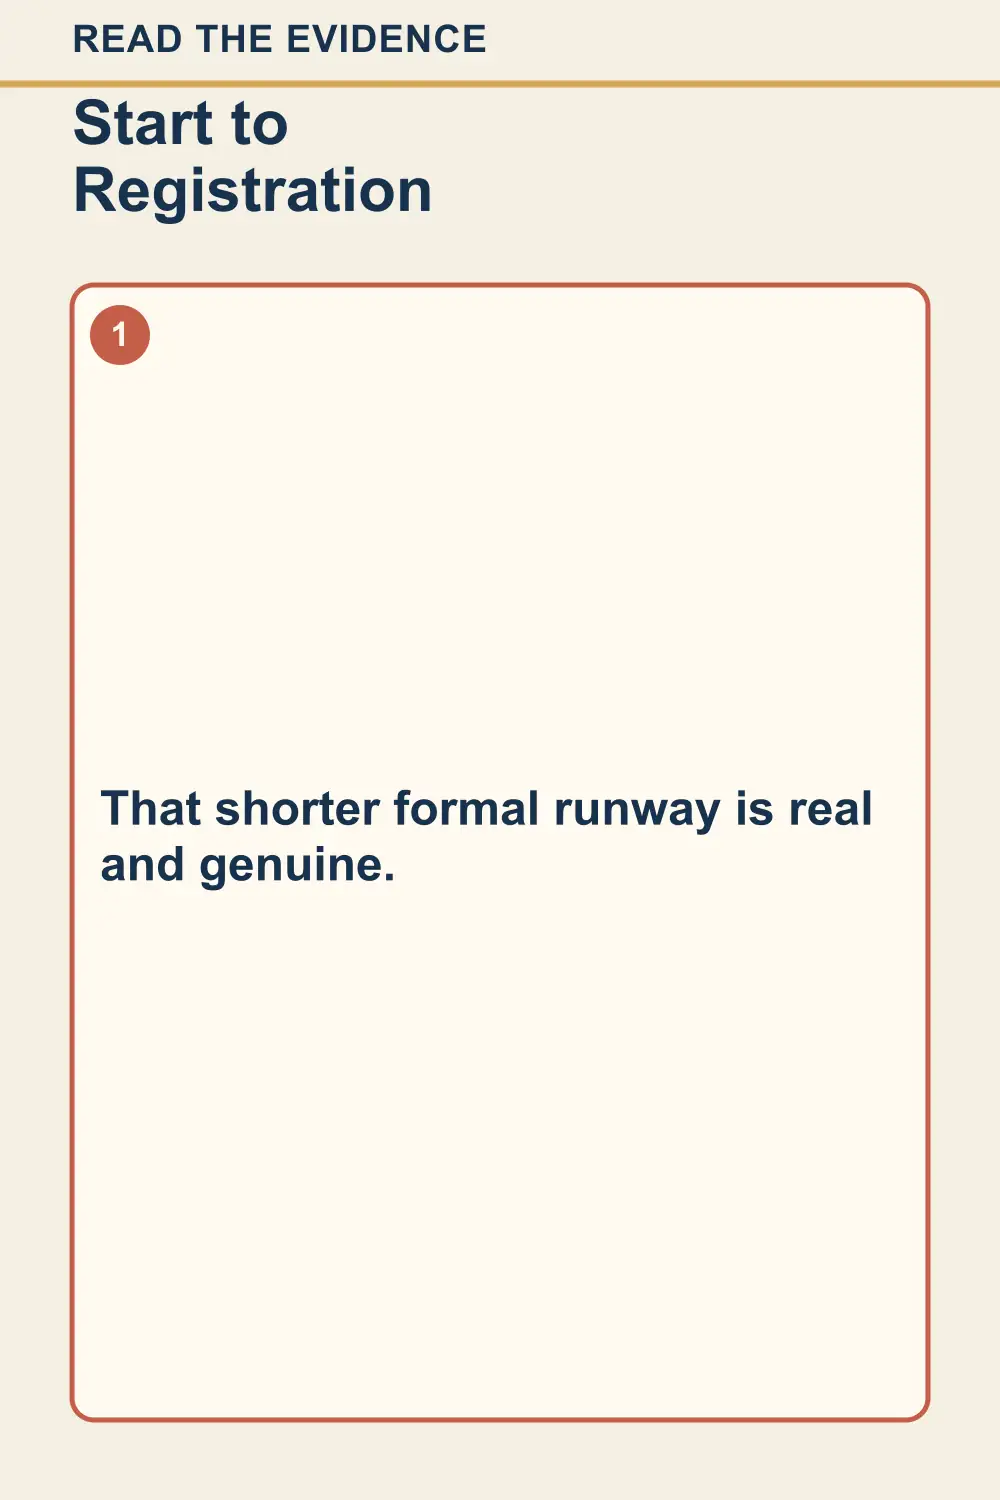 READ THE EVIDENCE
Start to
Registration
1
That shorter formal runway is real
and genuine.